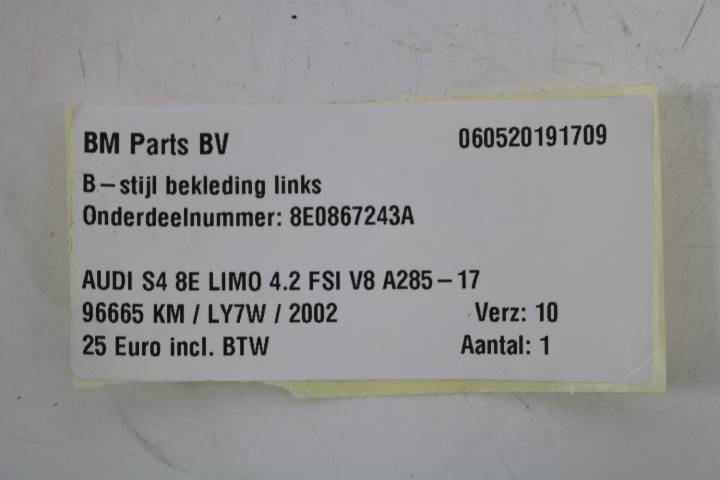 BM Parts BV 060520191709
B-stijl bekleding links
Onderdeelnummer: 8E0867243A
AUDI S4 8E LIMO 4.2 FSI V8 A285-17
96665 KM / LY7W / 2002 Verz: 10
25 Euro incl. BTW Aantal: 1